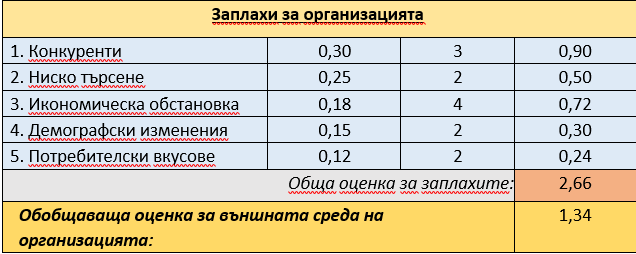 Заплахи за организацията
1. Конкуренти 0,30 3 0,90
2. Ниско търсене 0,25 2 0,50
3. Икономическа обстановка 0,18 4 0,72
4. Демографски изменения 0,15 2 0,30
5. Потребителски вкусове 0,12 2 0,24
Обща оценка за заплахите: 2,66
Обобщаваща оценка за външната среда на 1,34
организацията: